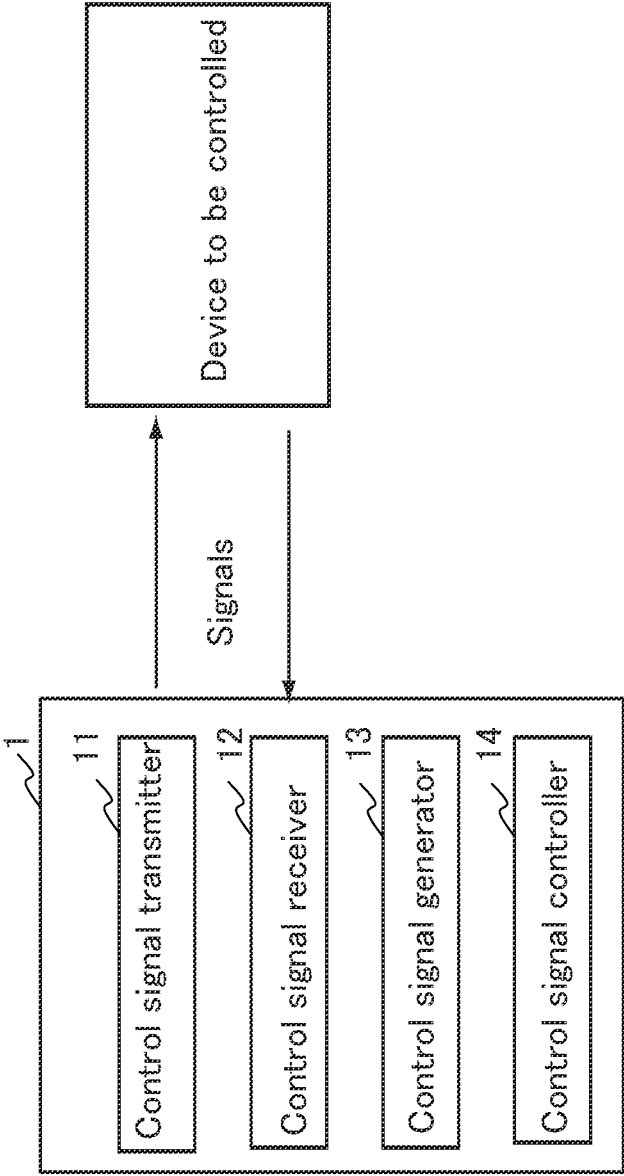 1
11
Control signal transmitter
12
Control signal receiver
13
Control signal generator
14
Control signal controller
Signals
Device to be controlled